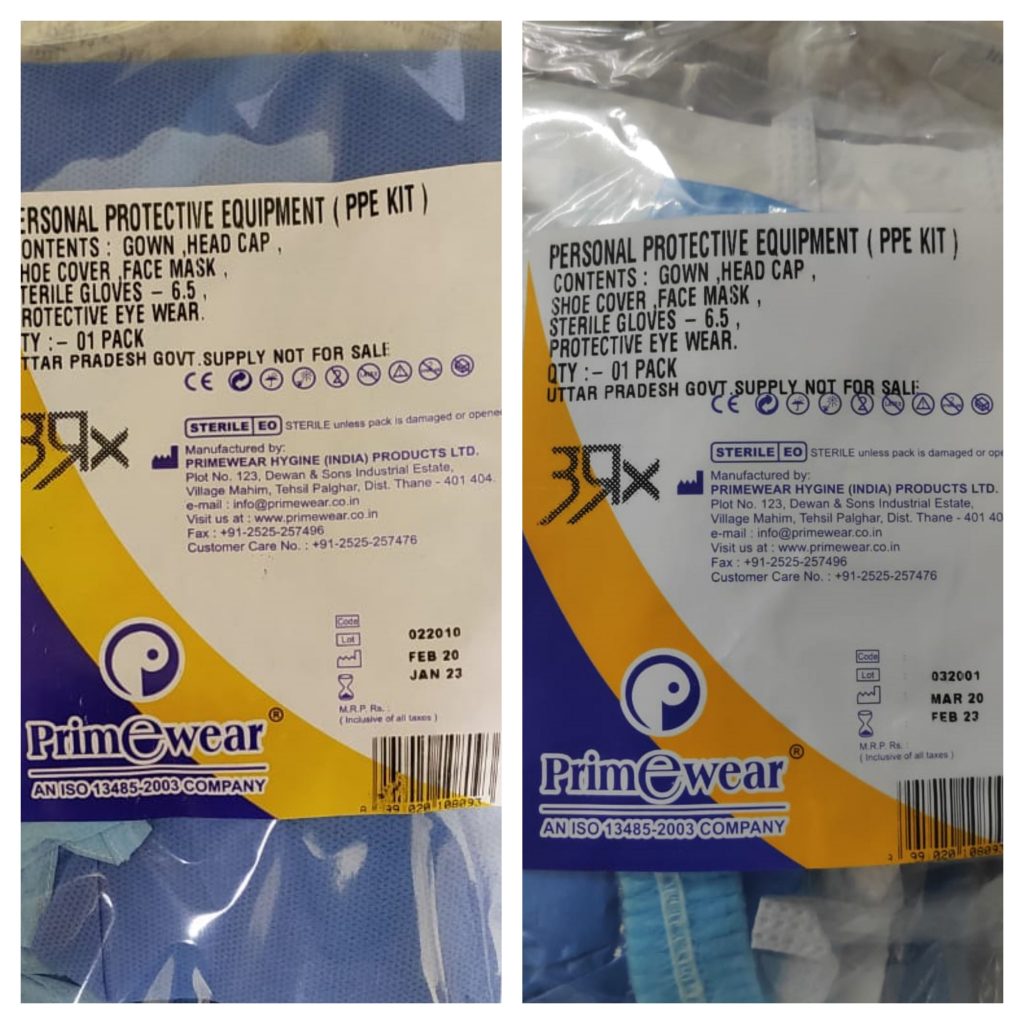 ERSONAL PROTECTIVE EQUIPMENT ( PPE KIT )
ONTENTS : GOWN ,HEAD CAP ,
HOE COVER ,FACE MASK ,
TERILE GLOVES – 6.5 ,
ROTECTIVE EYE WEAR.
TY :– 01 PACK
TTAR PRADESH GOVT.SUPPLY NOT FOR SALE
CE
STERILE EO STERILE unless pack is damaged or opene
Manufactured by:
PRIMEWEAR HYGINE (INDIA) PRODUCTS LTD.
Plot No. 123, Dewan & Sons Industrial Estate,
Village Mahim, Tehsil Palghar, Dist. Thane - 401 404.
e-mail : info@primewear.co.in
Visit us at : www.primewear.co.in
Fax : +91-2525-257496
Customer Care No. : +91-2525-257476
Code
Lot 022010
FEB 20
JAN 23
M.R.P. Rs. :
( Inclusive of all taxes )
Primewear®
AN ISO 13485-2003 COMPANY
8 99 020 108093
PERSONAL PROTECTIVE EQUIPMENT ( PPE KIT )
CONTENTS : GOWN ,HEAD CAP ,
SHOE COVER ,FACE MASK ,
STERILE GLOVES – 6.5 ,
PROTECTIVE EYE WEAR.
QTY :– 01 PACK
UTTAR PRADESH GOVT.SUPPLY NOT FOR SALE
CE
STERILE EO STERILE unless pack is damaged or ope
Manufactured by:
PRIMEWEAR HYGINE (INDIA) PRODUCTS LTD.
Plot No. 123, Dewan & Sons Industrial Estate,
Village Mahim, Tehsil Palghar, Dist. Thane - 401 40
e-mail : info@primewear.co.in
Visit us at : www.primewear.co.in
Fax : +91-2525-257496
Customer Care No. : +91-2525-257476
Code :
Lot : 032001
MAR 20
FEB 23
M.R.P. Rs. :
( Inclusive of all taxes )
Primewear®
AN ISO 13485-2003 COMPANY
99 020 108093